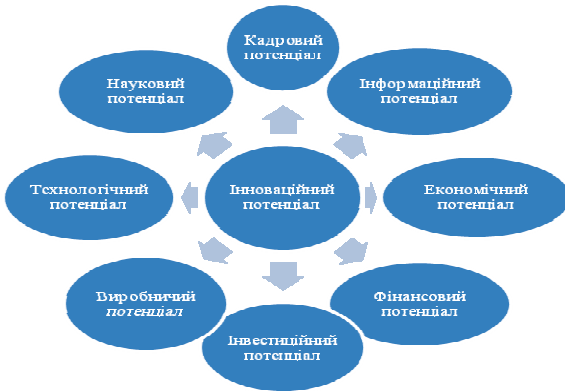 Кадровий
потенціал
Інформаційний
потенціал
Економічний
потенціал
Фінансовий
потенціал
Інвестиційний
потенціал
Виробничий
потенціал
Технологічний
потенціал
Науковий
потенціал
Інноваційний
потенціал